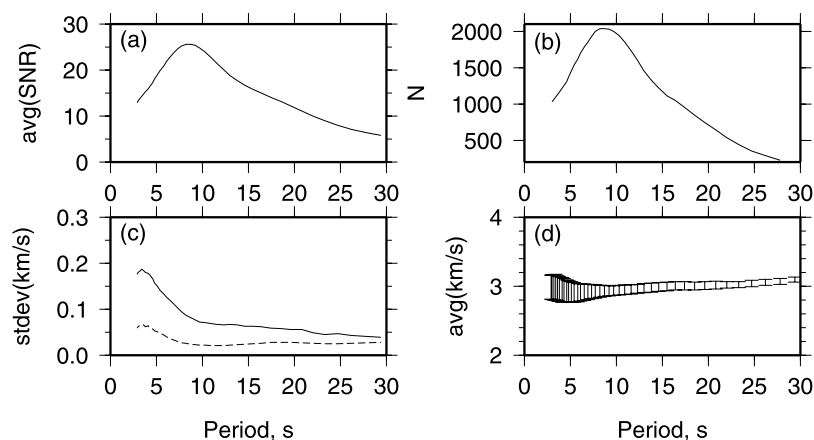 30
20
10
0
avg(SNR)
(a)
0 5 10 15 20 25 30
2000
1500
1000
500
N
(b)
0 5 10 15 20 25 30
0.3
0.2
0.1
0.0
stdev(km/s)
(c)
0 5 10 15 20 25 30
Period, s
4
3
2
avg(km/s)
(d)
0 5 10 15 20 25 30
Period, s